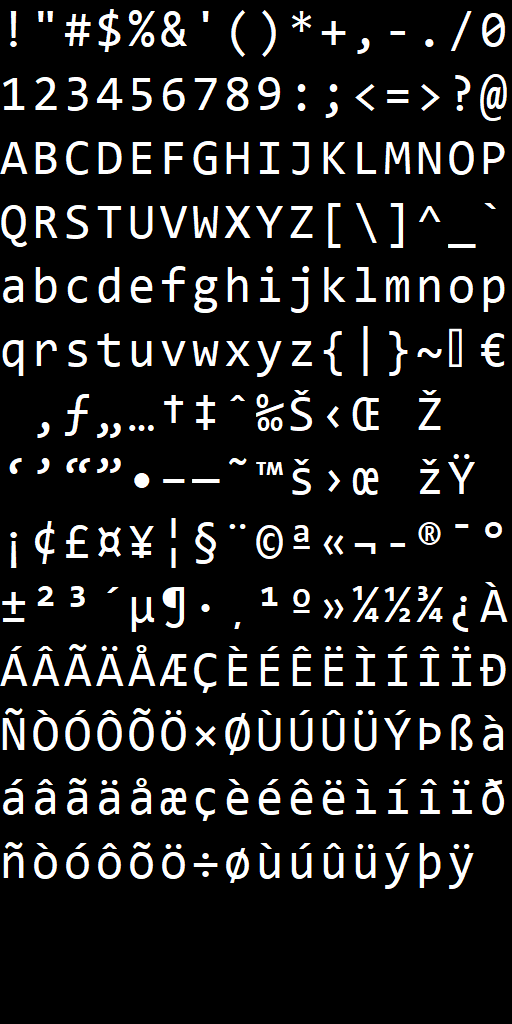 !"#$%&'()*+,-./0
123456789:;<=>?@
ABCDEFGHIJKLMNOP
QRSTUVWXYZ[\]^_`
abcdefghijklmnop
qrstuvwxyz{|}~▯€
‚ƒ„…†‡ˆ‰Š‹Œ Ž
‘’“”•–—˜™š›œ žŸ
¡¢£¤¥¦§¨©ª«¬-®¯°
±²³´µ¶·¸¹º»¼½¾¿À
ÁÂÃÄÅÆÇÈÉÊËÌÍÎÏÐ
ÑÒÓÔÕÖ×ØÙÚÛÜÝÞßà
áâãäåæçèéêëìíîïð
ñòóôõö÷øùúûüýþÿ